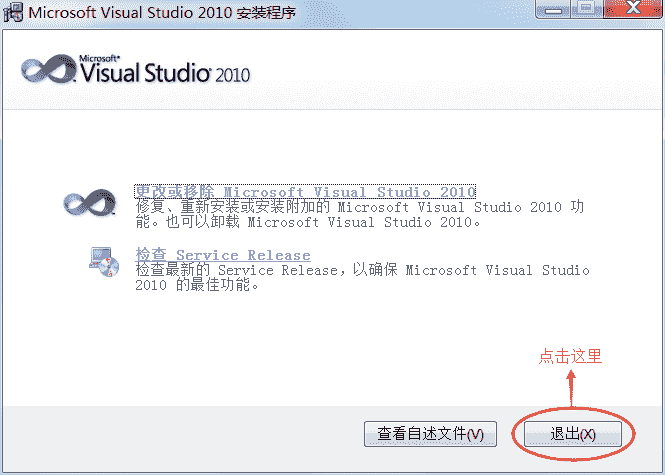 Microsoft Visual Studio 2010 安装程序
Microsoft®
Visual Studio® 2010
更改或移除 Microsoft Visual Studio 2010
修复、重新安装或安装附加的 Microsoft Visual Studio 2010 功
能。也可以卸载 Microsoft Visual Studio 2010。
检查 Service Release
检查最新的 Service Release，以确保 Microsoft Visual Studio
2010 的最佳功能。
点击这里
查看自述文件(V)
退出(X)